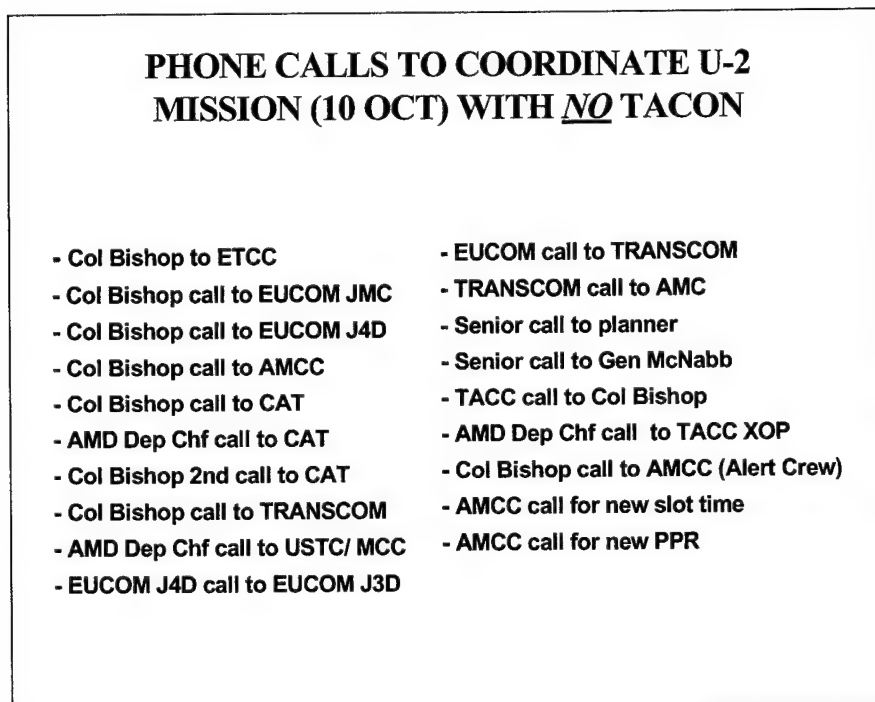 PHONE CALLS TO COORDINATE U-2
MISSION (10 OCT) WITH NO TACON
- Col Bishop to ETCC
- Col Bishop call to EUCOM JMC
- Col Bishop call to EUCOM J4D
- Col Bishop call to AMCC
- Col Bishop call to CAT
- AMD Dep Chf call to CAT
- Col Bishop 2nd call to CAT
- Col Bishop call to TRANSCOM
- AMD Dep Chf call to USTC/ MCC
- EUCOM J4D call to EUCOM J3D
- EUCOM call to TRANSCOM
- TRANSCOM call to AMC
- Senior call to planner
- Senior call to Gen McNabb
- TACC call to Col Bishop
- AMD Dep Chf call to TACC XOP
- Col Bishop call to AMCC (Alert Crew)
- AMCC call for new slot time
- AMCC call for new PPR